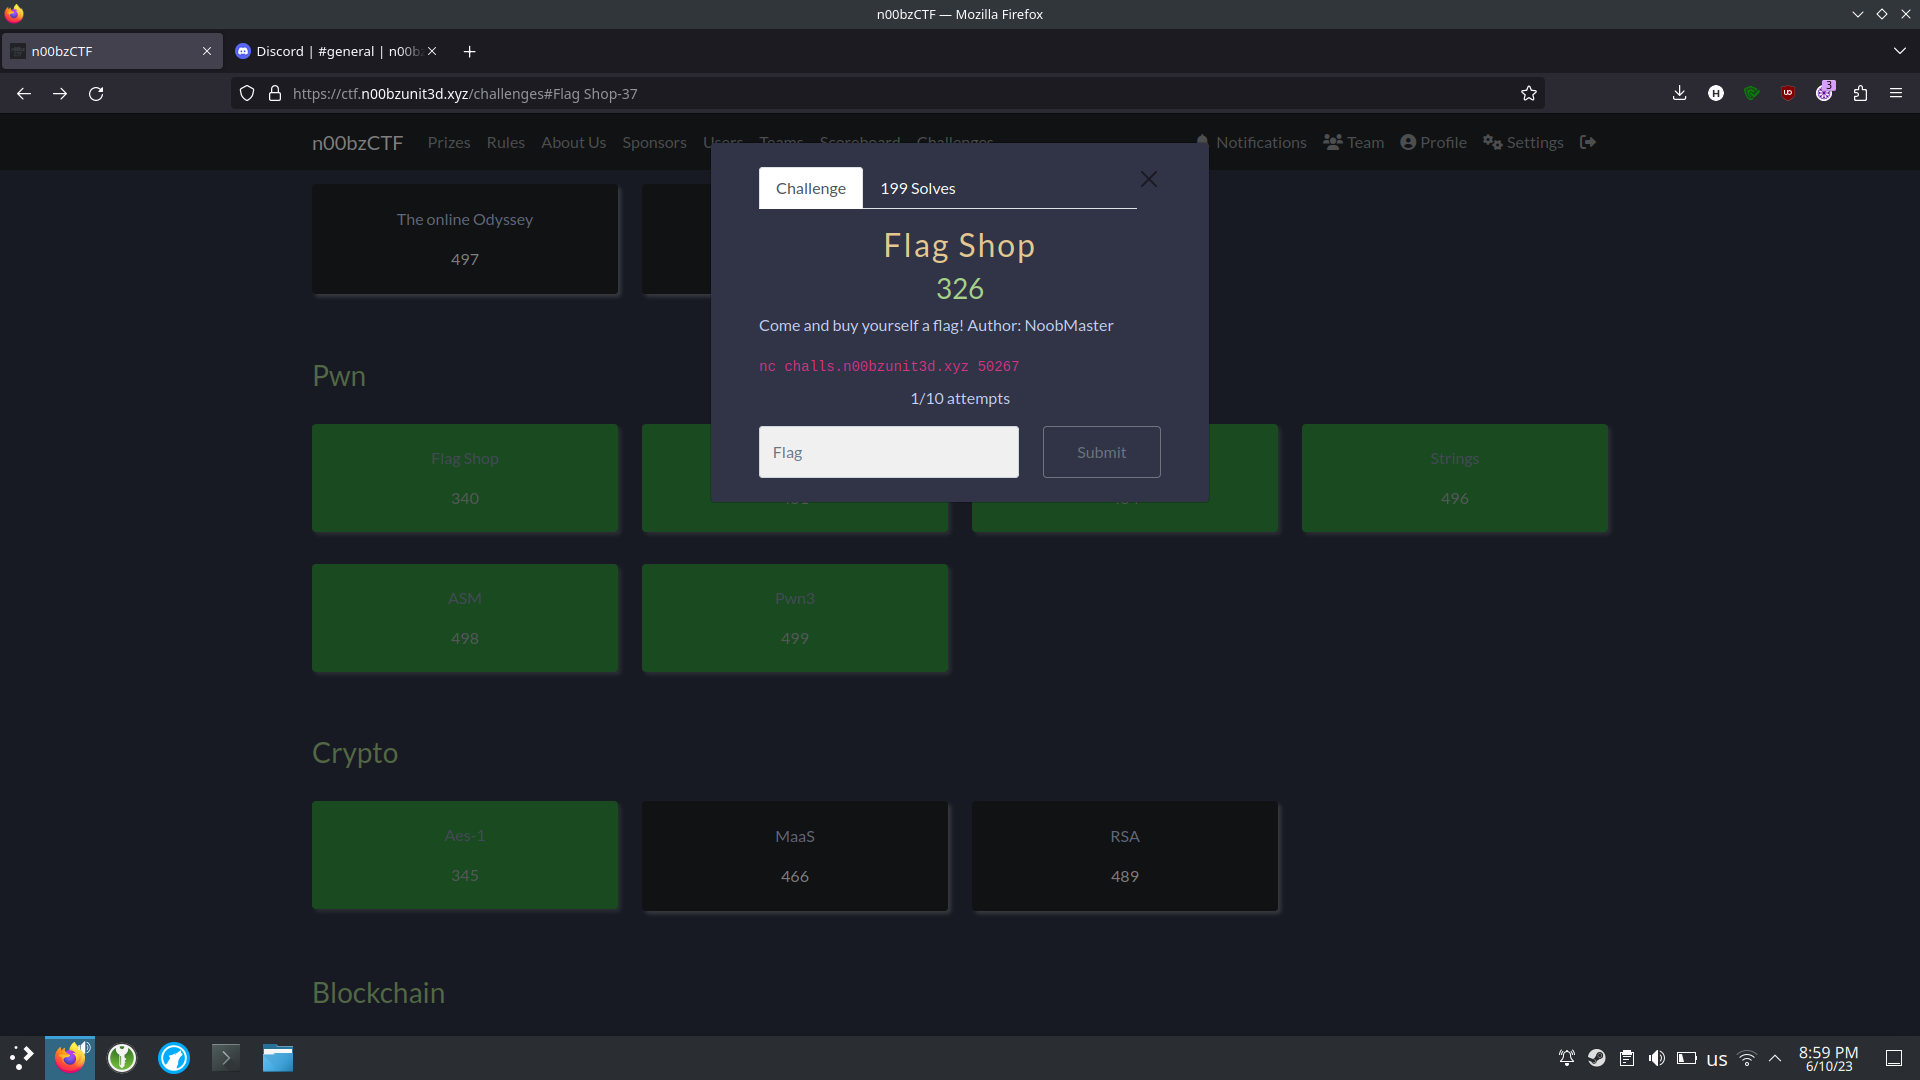 n00bzCTF — Mozilla Firefox
n00bzCTF
Discord | #general | n00bz
https://ctf.n00bzunit3d.xyz/challenges#Flag Shop-37
H
UD
3
n00bzCTF
Prizes
Rules
About Us
Sponsors
Users
Teams
Scoreboard
Challenges
Notifications
Team
Profile
Settings
The online Odyssey
497
Challenge
199 Solves
Flag Shop
326
Come and buy yourself a flag! Author: NoobMaster
nc challs.n00bzunit3d.xyz 50267
1/10 attempts
Flag
Submit
Pwn
Flag Shop
340
Strings
496
ASM
498
Pwn3
499
Crypto
Aes-1
345
MaaS
466
RSA
489
Blockchain
us
8:59 PM
6/10/23